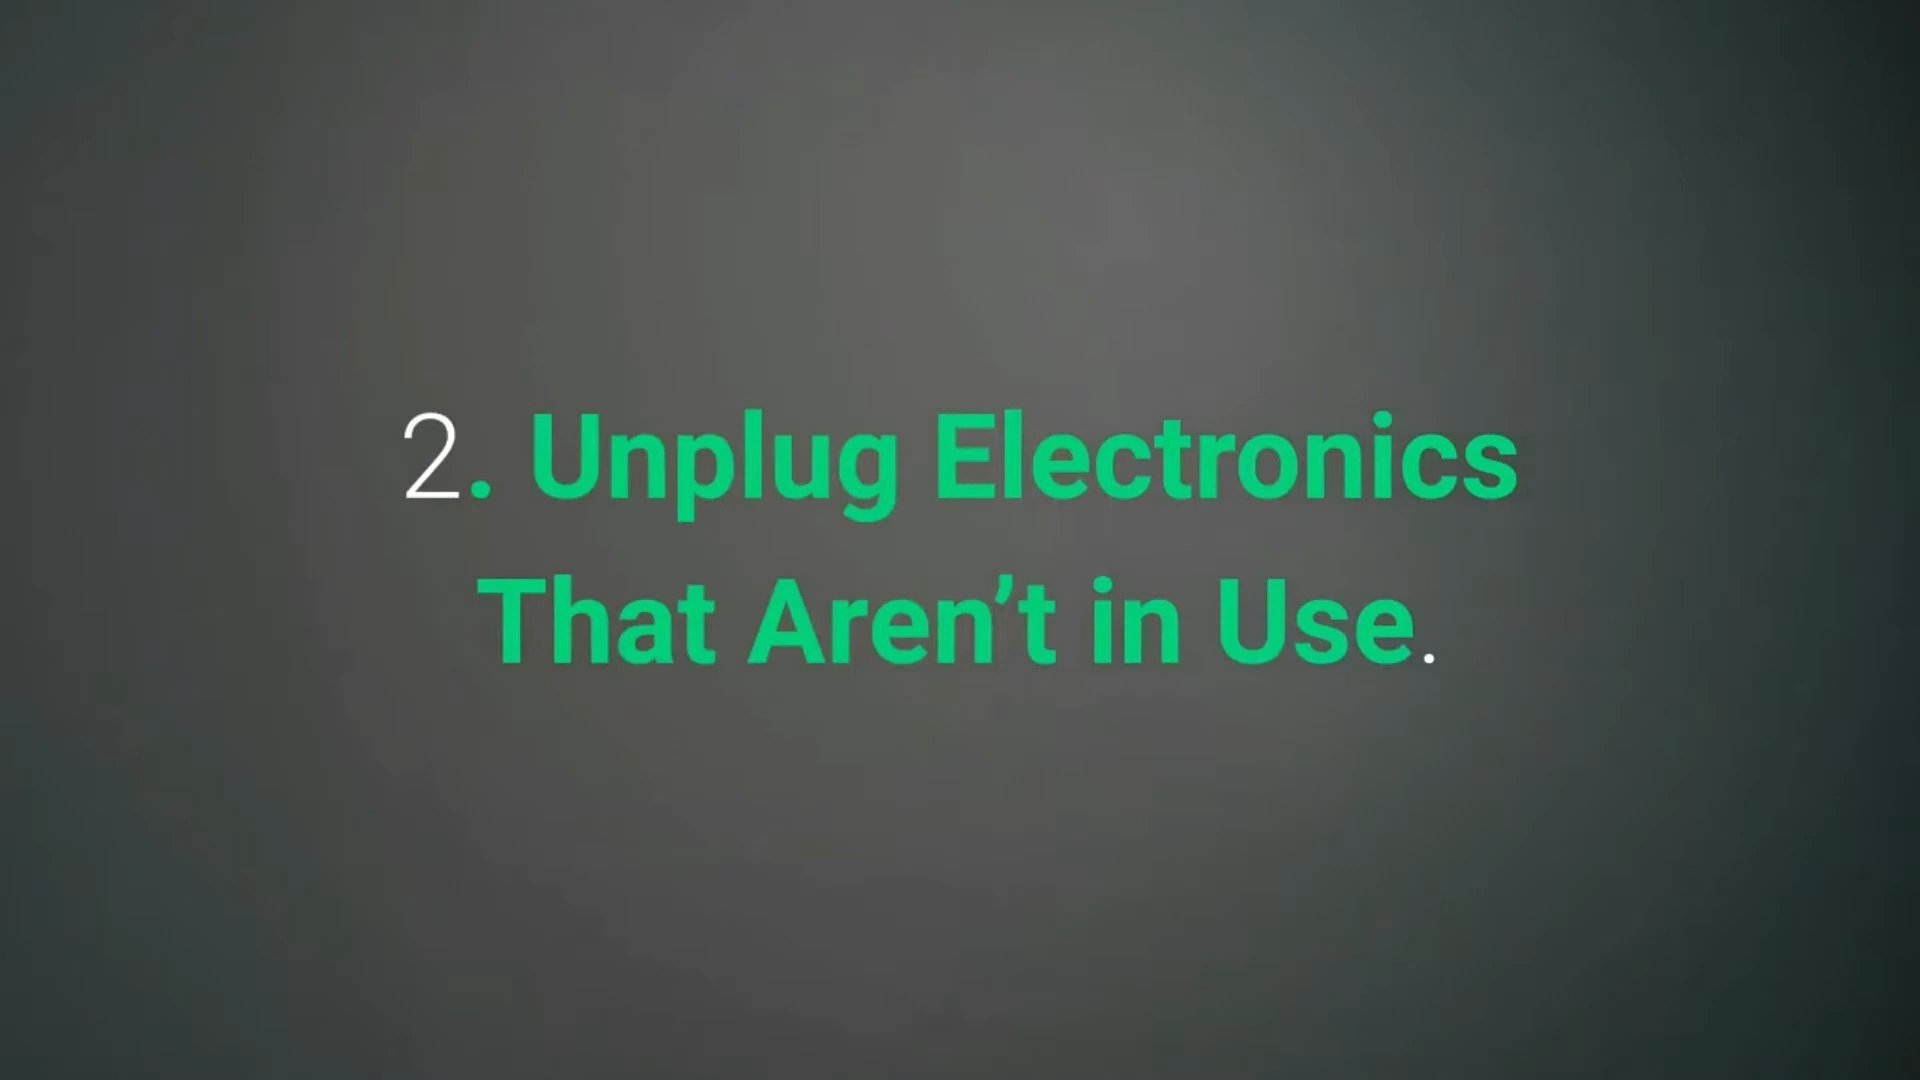 2. Unplug Electronics
That Aren’t in Use.